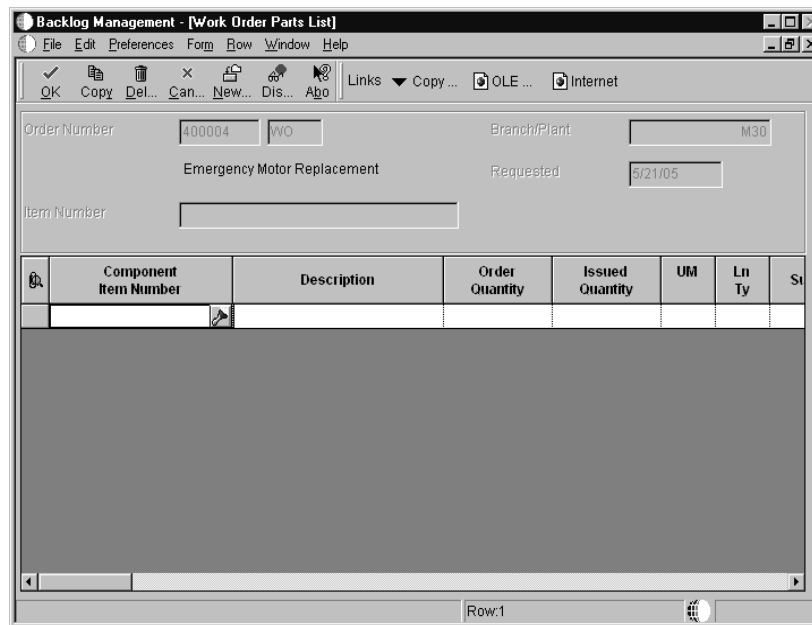 Backlog Management - [Work Order Parts List]
File Edit Preferences Form Row Window Help
OK Copy Del... Can... New... Dis... Abo Links Copy ... OLE ... Internet
Order Number 400004 WO Branch/Plant M30
Emergency Motor Replacement Requested 5/21/05
Item Number
Component Item Number Description Order Quantity Issued Quantity UM Ln Ty Su
Row:1